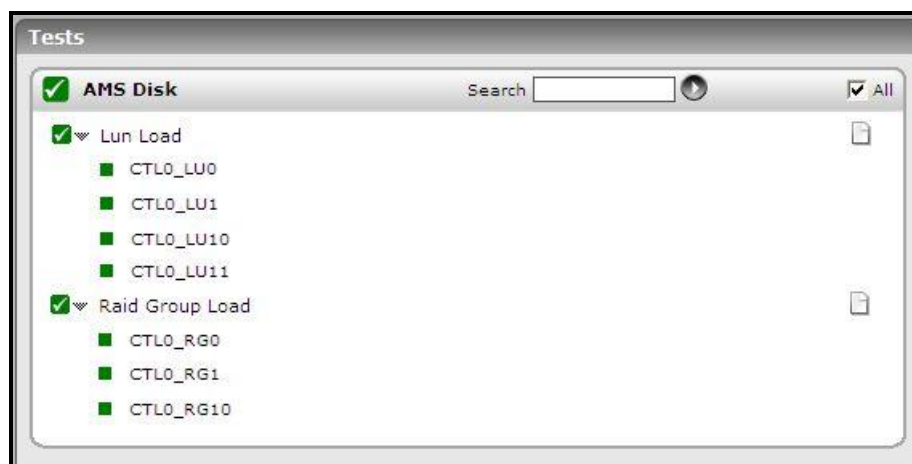 Tests
AMS Disk Search All
Lun Load
CTL0_LU0
CTL0_LU1
CTL0_LU10
CTL0_LU11
Raid Group Load
CTL0_RG0
CTL0_RG1
CTL0_RG10